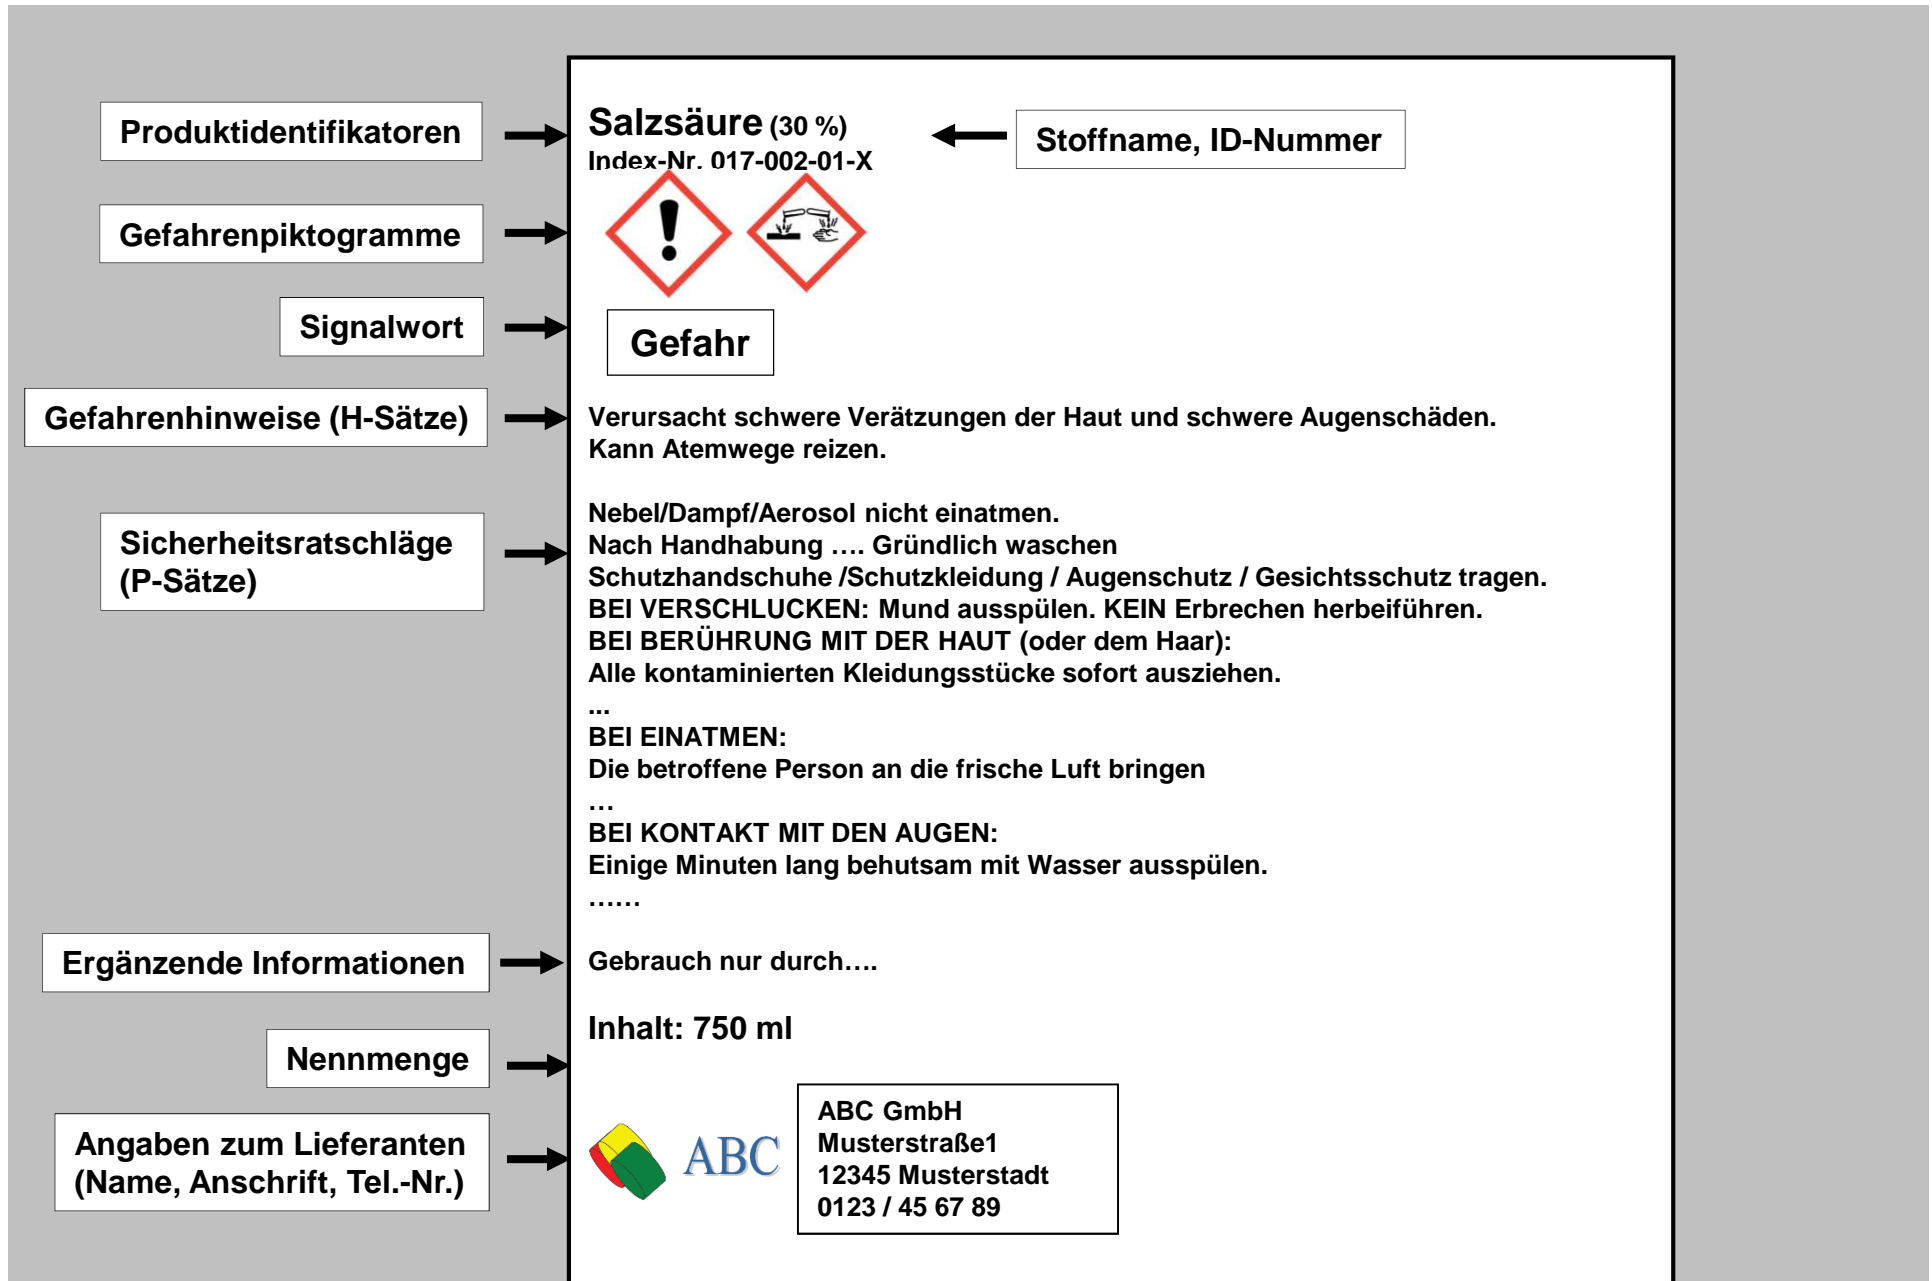 Produktidentifikatoren
Salzsäure (30 %)
Index-Nr. 017-002-01-X
Stoffname, ID-Nummer
Gefahrenpiktogramme
Signalwort
Gefahr
Gefahrenhinweise (H-Sätze)
Verursacht schwere Verätzungen der Haut und schwere Augenschäden.
Kann Atemwege reizen.
Sicherheitsratschläge
(P-Sätze)
Nebel/Dampf/Aerosol nicht einatmen.
Nach Handhabung …. Gründlich waschen
Schutzhandschuhe /Schutzkleidung / Augenschutz / Gesichtsschutz tragen.
BEI VERSCHLUCKEN: Mund ausspülen. KEIN Erbrechen herbeiführen.
BEI BERÜHRUNG MIT DER HAUT (oder dem Haar):
Alle kontaminierten Kleidungsstücke sofort ausziehen.
...
BEI EINATMEN:
Die betroffene Person an die frische Luft bringen
…
BEI KONTAKT MIT DEN AUGEN:
Einige Minuten lang behutsam mit Wasser ausspülen.
……
Ergänzende Informationen
Gebrauch nur durch….
Inhalt: 750 ml
Nennmenge
Angaben zum Lieferanten
(Name, Anschrift, Tel.-Nr.)
ABC
ABC GmbH
Musterstraße1
12345 Musterstadt
0123 / 45 67 89